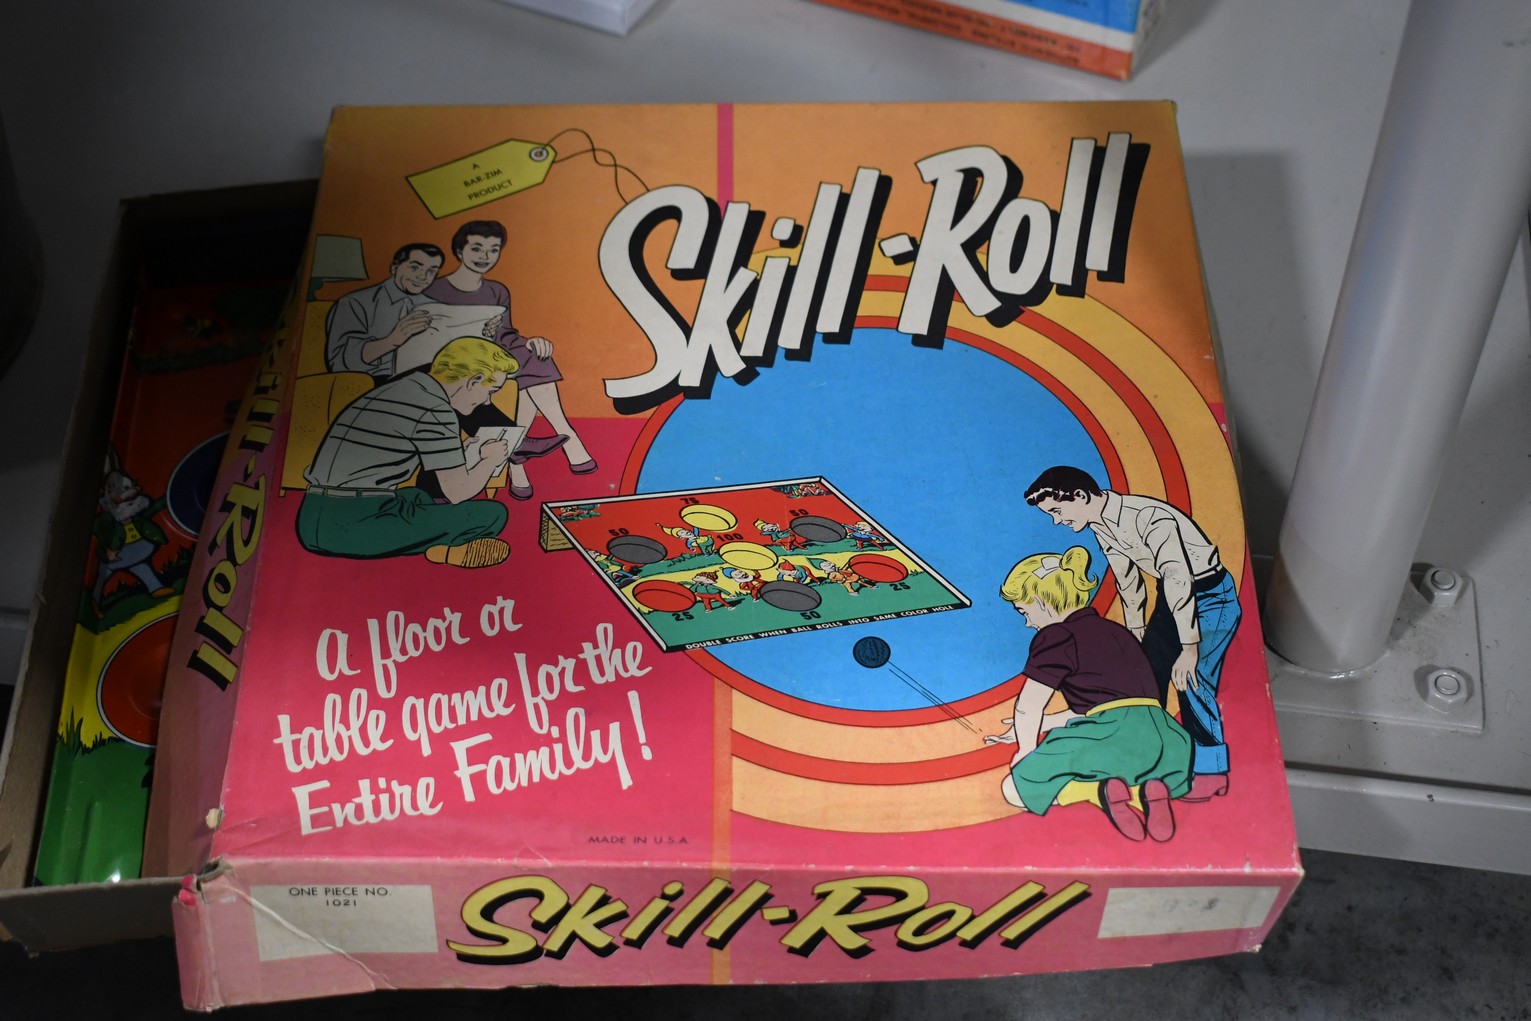 A
BAR-ZIM
PRODUCT
Skill-Roll
75
50
50
100
25
50
25
DOUBLE SCORE WHEN BALL ROLLS INTO SAME COLOR HOLE
A floor or
table game for the
Entire Family!
MADE IN U.S.A.
ONE PIECE NO.
1021
Skill-Roll
Skill-Roll